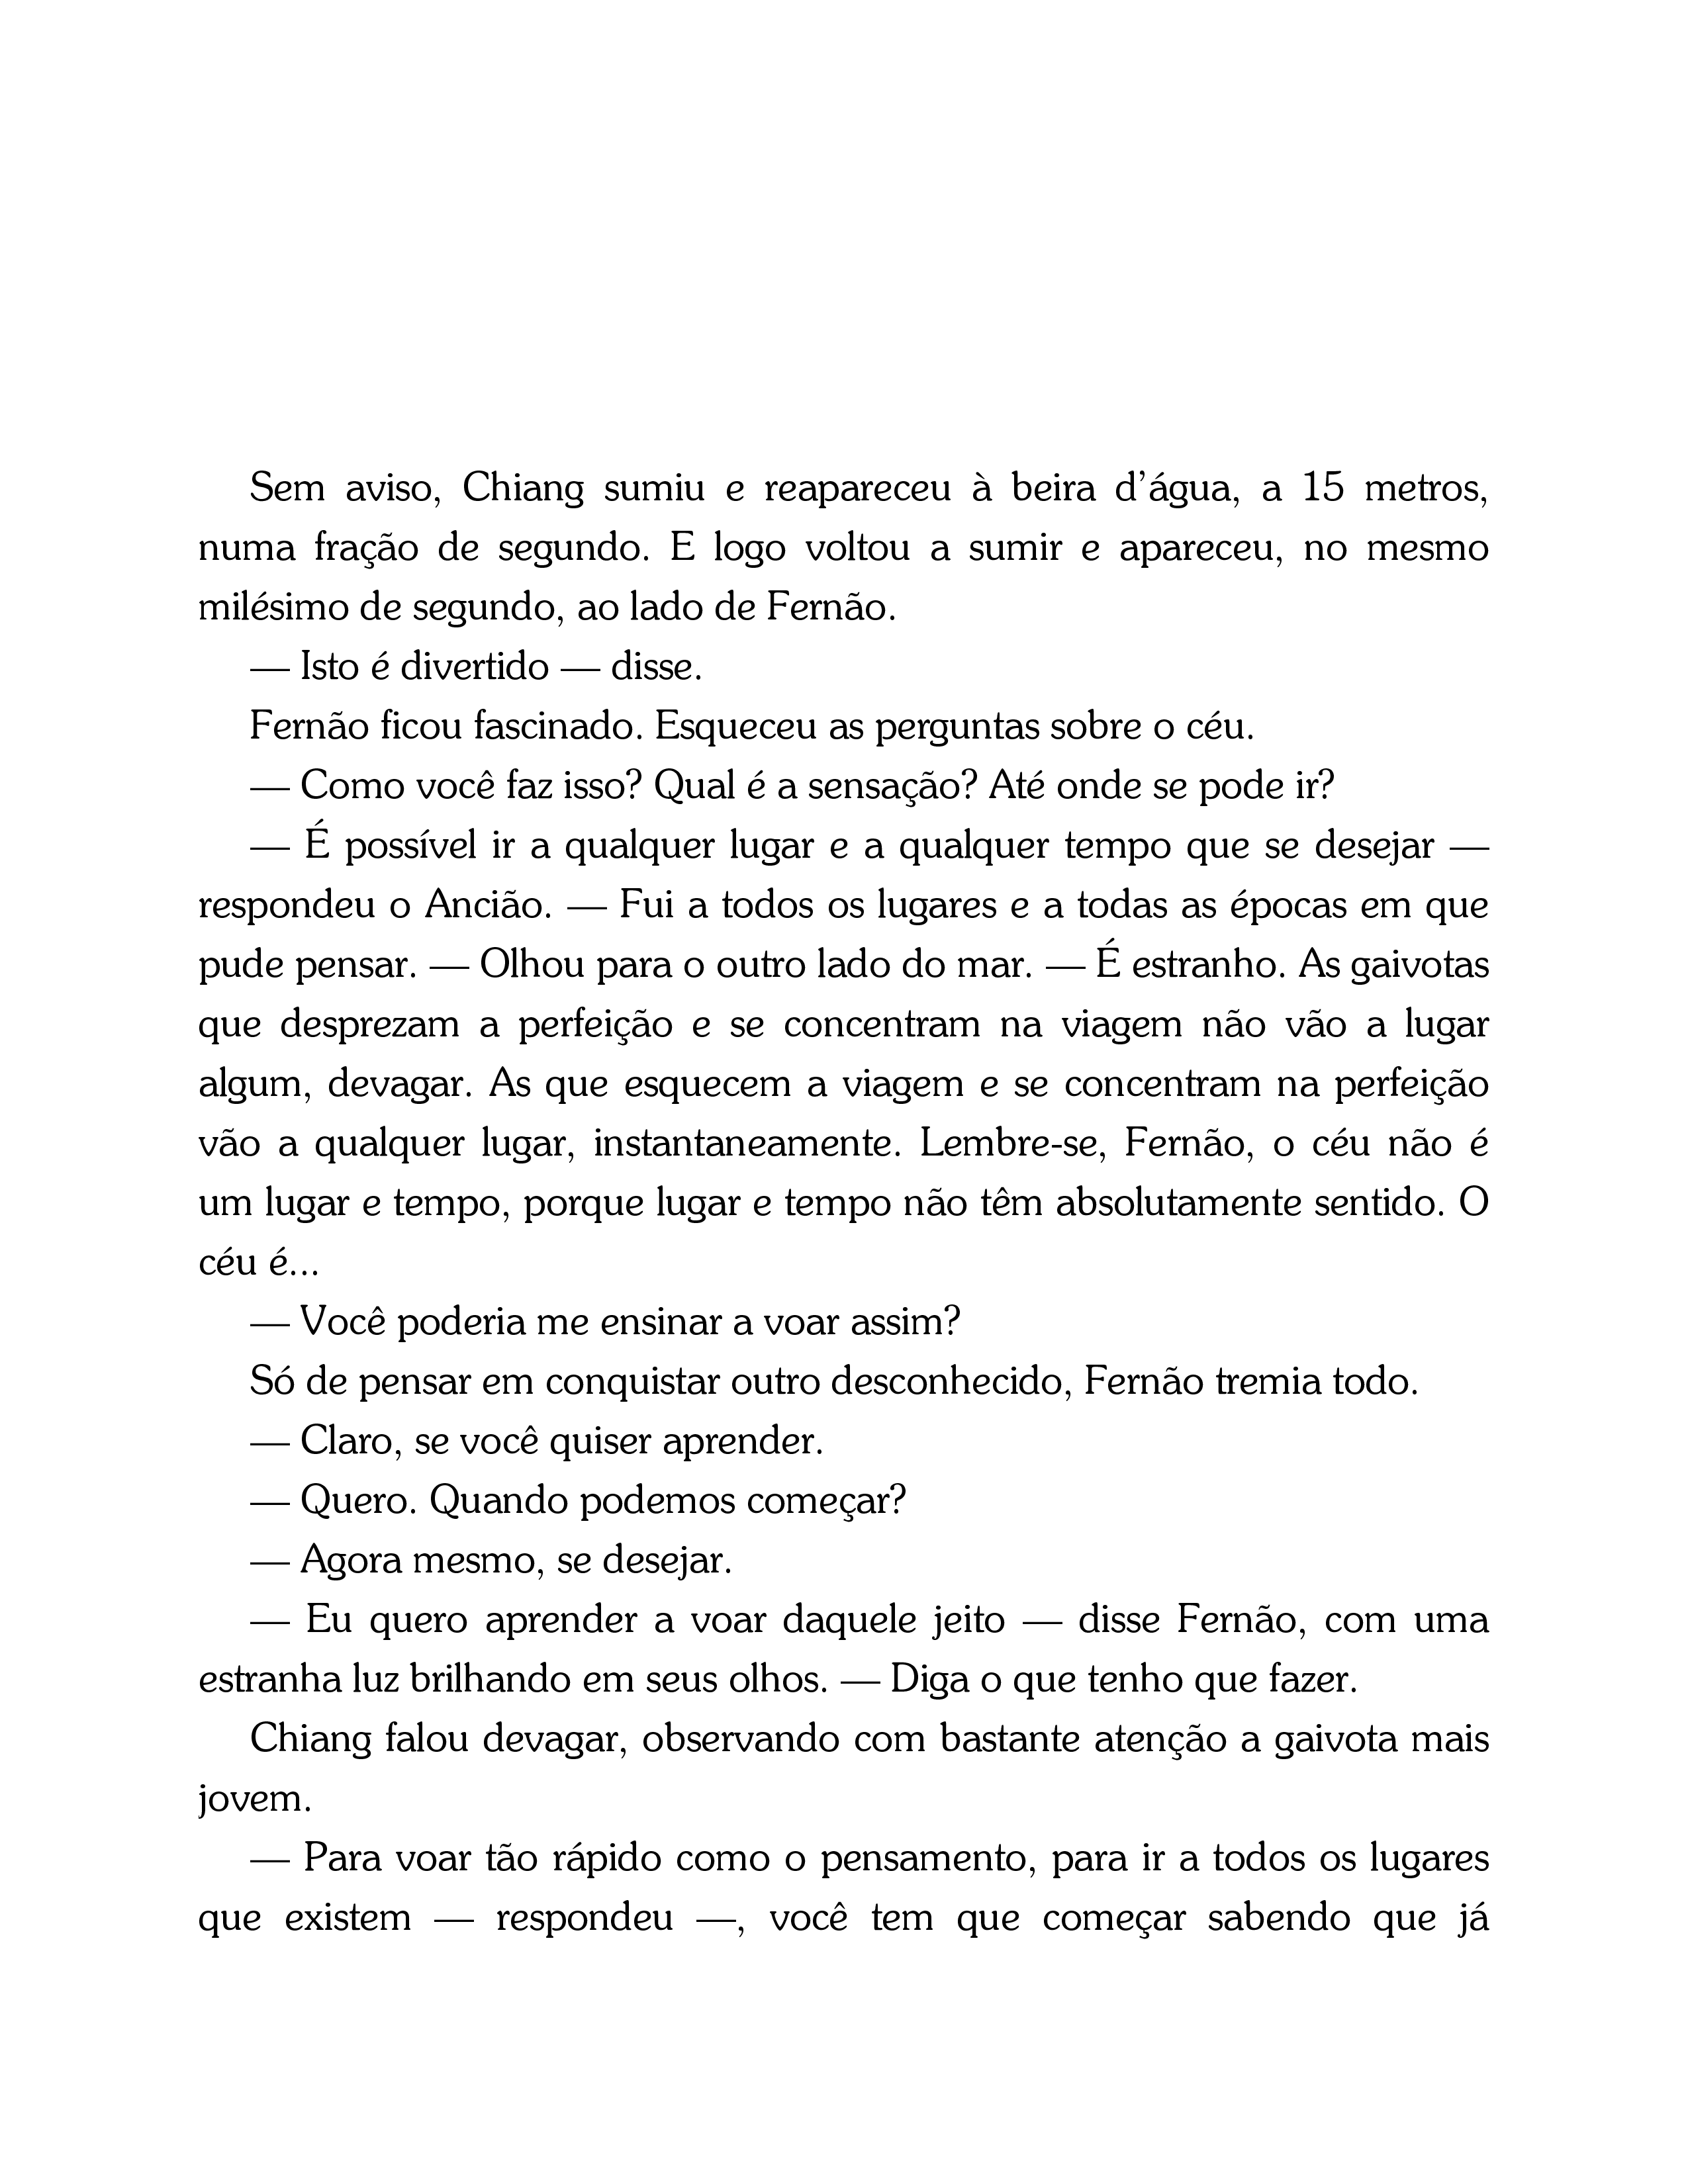 Sem aviso, Chiang sumiu e reapareceu à beira d’água, a 15 metros,
numa fração de segundo. E logo voltou a sumir e apareceu, no mesmo
milésimo de segundo, ao lado de Fernão.
— Isto é divertido — disse.
Fernão ficou fascinado. Esqueceu as perguntas sobre o céu.
— Como você faz isso? Qual é a sensação? Até onde se pode ir?
— É possível ir a qualquer lugar e a qualquer tempo que se desejar —
respondeu o Ancião. — Fui a todos os lugares e a todas as épocas em que
pude pensar. — Olhou para o outro lado do mar. — É estranho. As gaivotas
que desprezam a perfeição e se concentram na viagem não vão a lugar
algum, devagar. As que esquecem a viagem e se concentram na perfeição
vão a qualquer lugar, instantaneamente. Lembre-se, Fernão, o céu não é
um lugar e tempo, porque lugar e tempo não têm absolutamente sentido. O
céu é...
— Você poderia me ensinar a voar assim?
Só de pensar em conquistar outro desconhecido, Fernão tremia todo.
— Claro, se você quiser aprender.
— Quero. Quando podemos começar?
— Agora mesmo, se desejar.
— Eu quero aprender a voar daquele jeito — disse Fernão, com uma
estranha luz brilhando em seus olhos. — Diga o que tenho que fazer.
Chiang falou devagar, observando com bastante atenção a gaivota mais
jovem.
— Para voar tão rápido como o pensamento, para ir a todos os lugares
que existem — respondeu —, você tem que começar sabendo que já